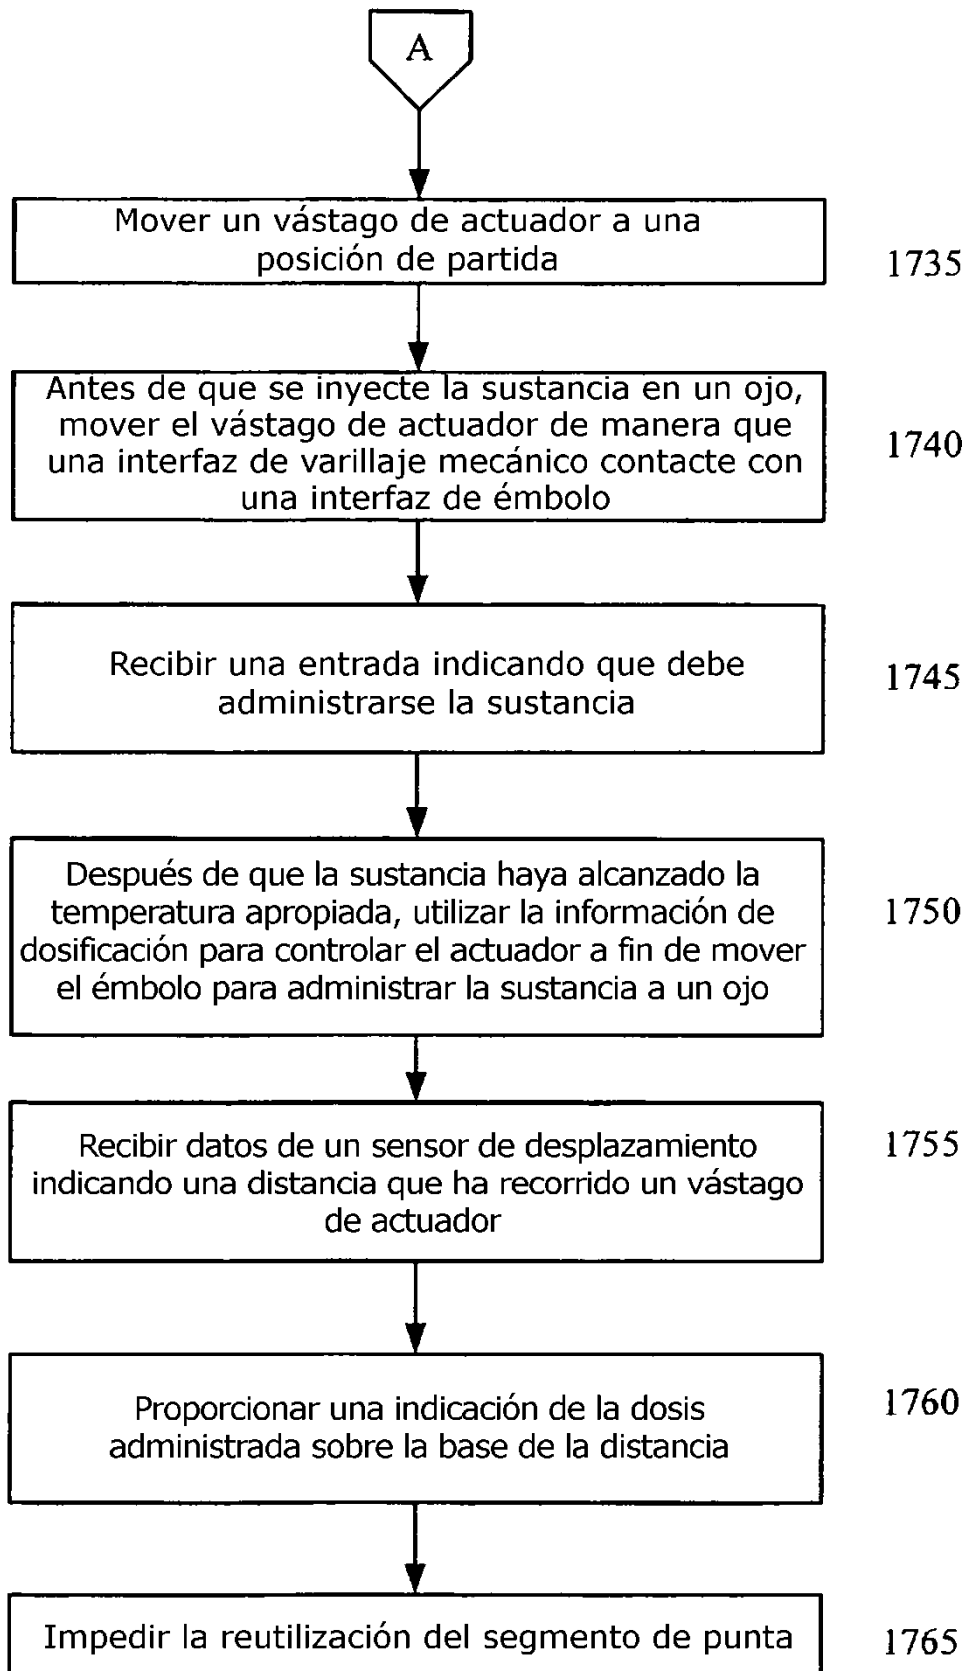 A
Mover un vástago de actuador a una
posición de partida
1735
Antes de que se inyecte la sustancia en un ojo,
mover el vástago de actuador de manera que
una interfaz de varillaje mecánico contacte con
una interfaz de émbolo
1740
Recibir una entrada indicando que debe
administrarse la sustancia
1745
Después de que la sustancia haya alcanzado la
temperatura apropiada, utilizar la información de
dosificación para controlar el actuador a fin de mover
el émbolo para administrar la sustancia a un ojo
1750
Recibir datos de un sensor de desplazamiento
indicando una distancia que ha recorrido un vástago
de actuador
1755
Proporcionar una indicación de la dosis
administrada sobre la base de la distancia
1760
Impedir la reutilización del segmento de punta
1765